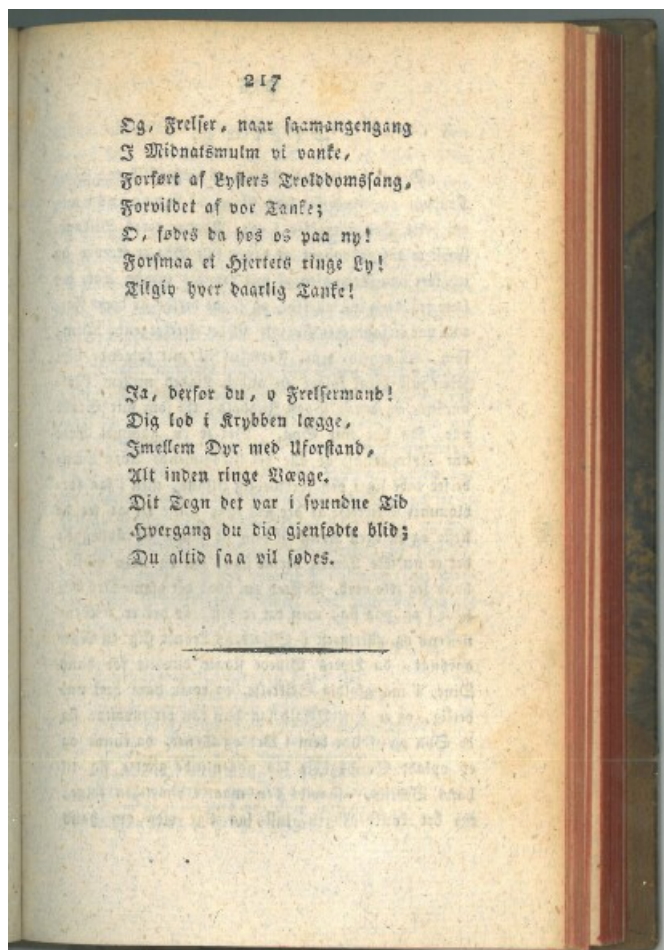 217
Og, Frelser, naar saamangengang
I Midnatsmulm vi vanke,
Forført af Lysters Trolddomssang,
Forvildet af vor Tanke;
O, fødes da hos os paa ny!
Forsmaa ei Hjertets ringe Ly!
Tilgiv hver daarlig Tanke!
Ja, derfor du, o Frelsermand!
Dig lod i Krybben lægge,
Imellem Dyr med Uforstand,
Alt inden ringe Vægge.
Dit Tegn det var i svundne Tid
Hvergang du dig gjenfødte blid;
Du altid saa vil fødes.